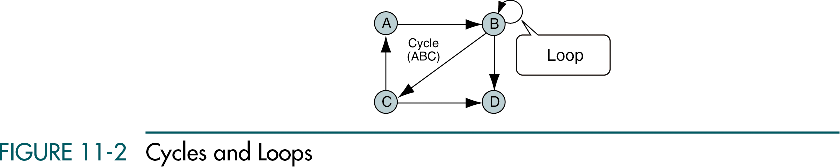 A
B
Cycle
(ABC)
Loop
C
D
FIGURE 11-2 Cycles and Loops